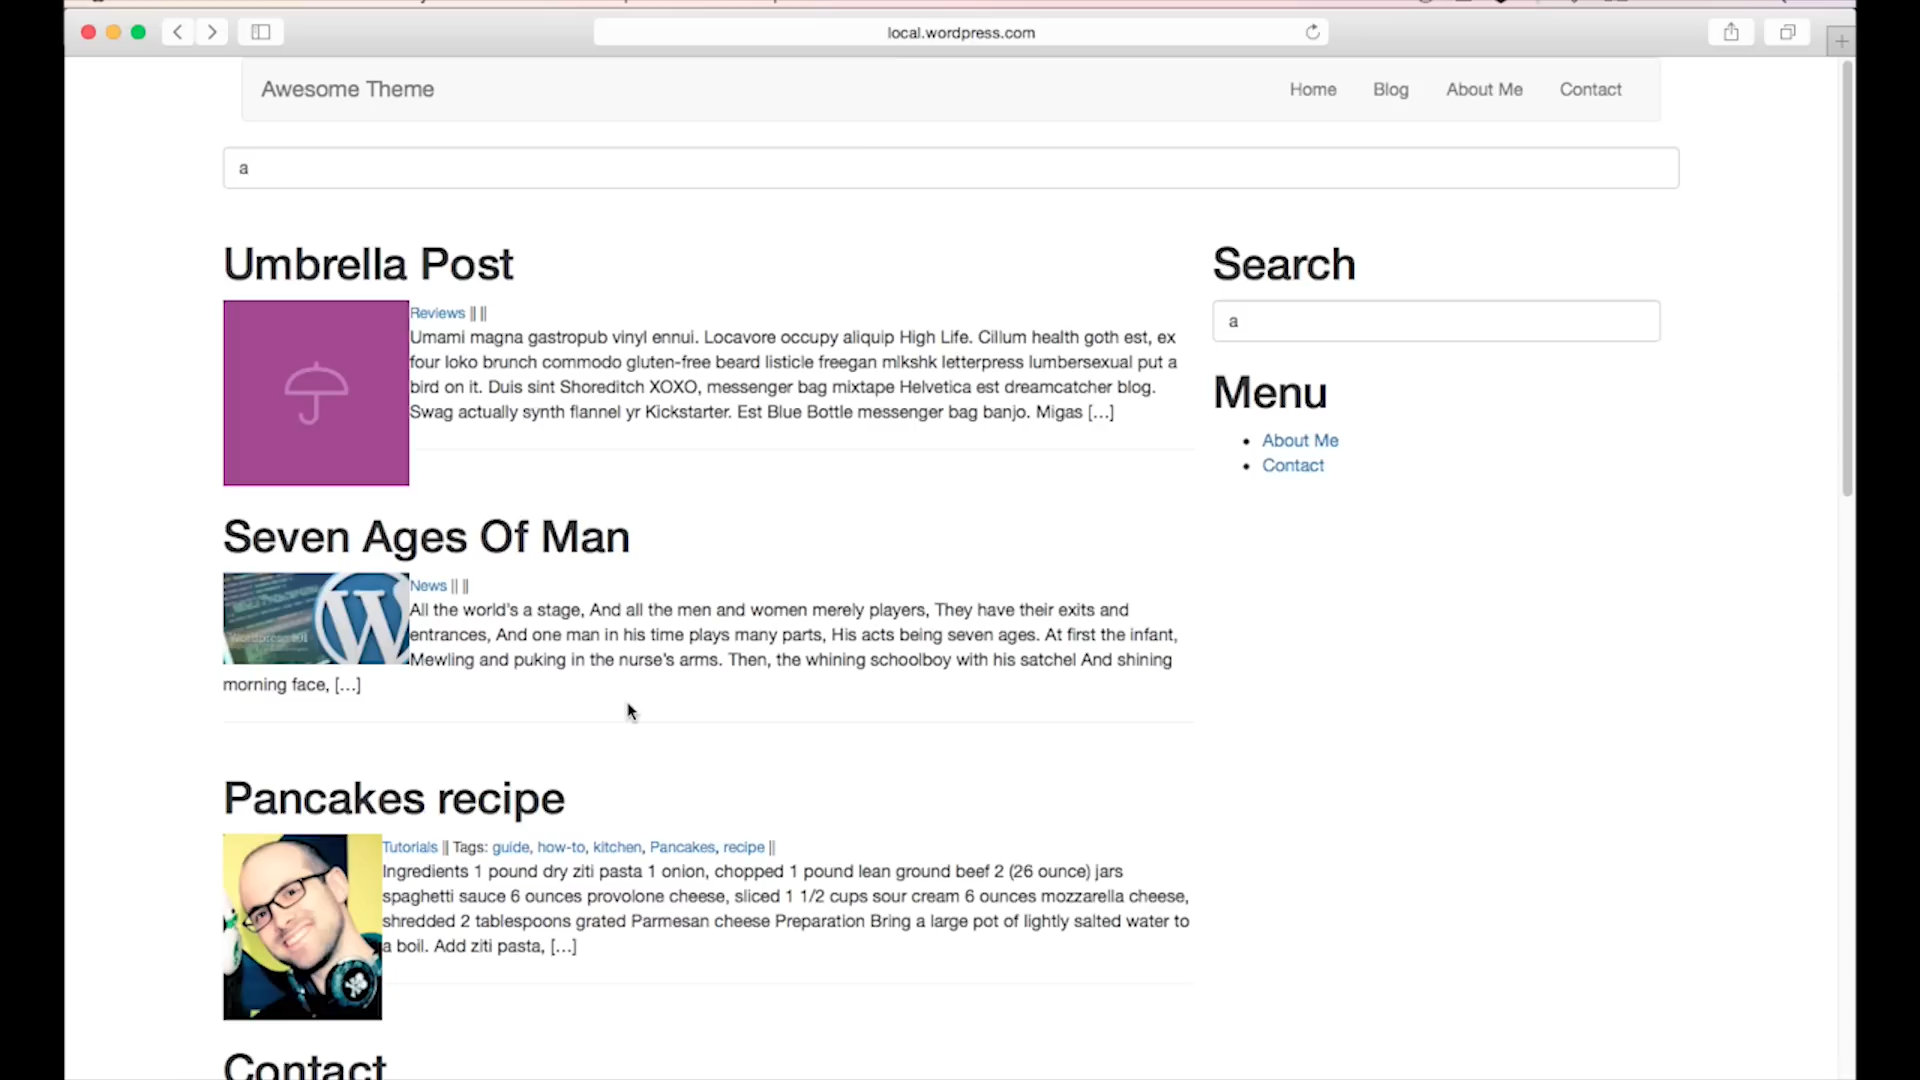 local.wordpress.com
Awesome Theme
Home Blog About Me Contact
a
Umbrella Post
Reviews || ||
Umami magna gastropub vinyl ennui. Locavore occupy aliquip High Life. Cillum health goth est, ex
four loko brunch commodo gluten-free beard listicle freegan mlkshk letterpress lumbersexual put a
bird on it. Duis sint Shoreditch XOXO, messenger bag mixtape Helvetica est dreamcatcher blog.
Swag actually synth flannel yr Kickstarter. Est Blue Bottle messenger bag banjo. Migas [...]
Seven Ages Of Man
News || ||
All the world's a stage, And all the men and women merely players, They have their exits and
entrances, And one man in his time plays many parts, His acts being seven ages. At first the infant,
Mewling and puking in the nurse's arms. Then, the whining schoolboy with his satchel And shining
morning face, [...]
Pancakes recipe
Tutorials || Tags: guide, how-to, kitchen, Pancakes, recipe ||
Ingredients 1 pound dry ziti pasta 1 onion, chopped 1 pound lean ground beef 2 (26 ounce) jars
spaghetti sauce 6 ounces provolone cheese, sliced 1 1/2 cups sour cream 6 ounces mozzarella cheese,
shredded 2 tablespoons grated Parmesan cheese Preparation Bring a large pot of lightly salted water to
a boil. Add ziti pasta, [...]
Contact
Search
a
Menu
About Me
Contact